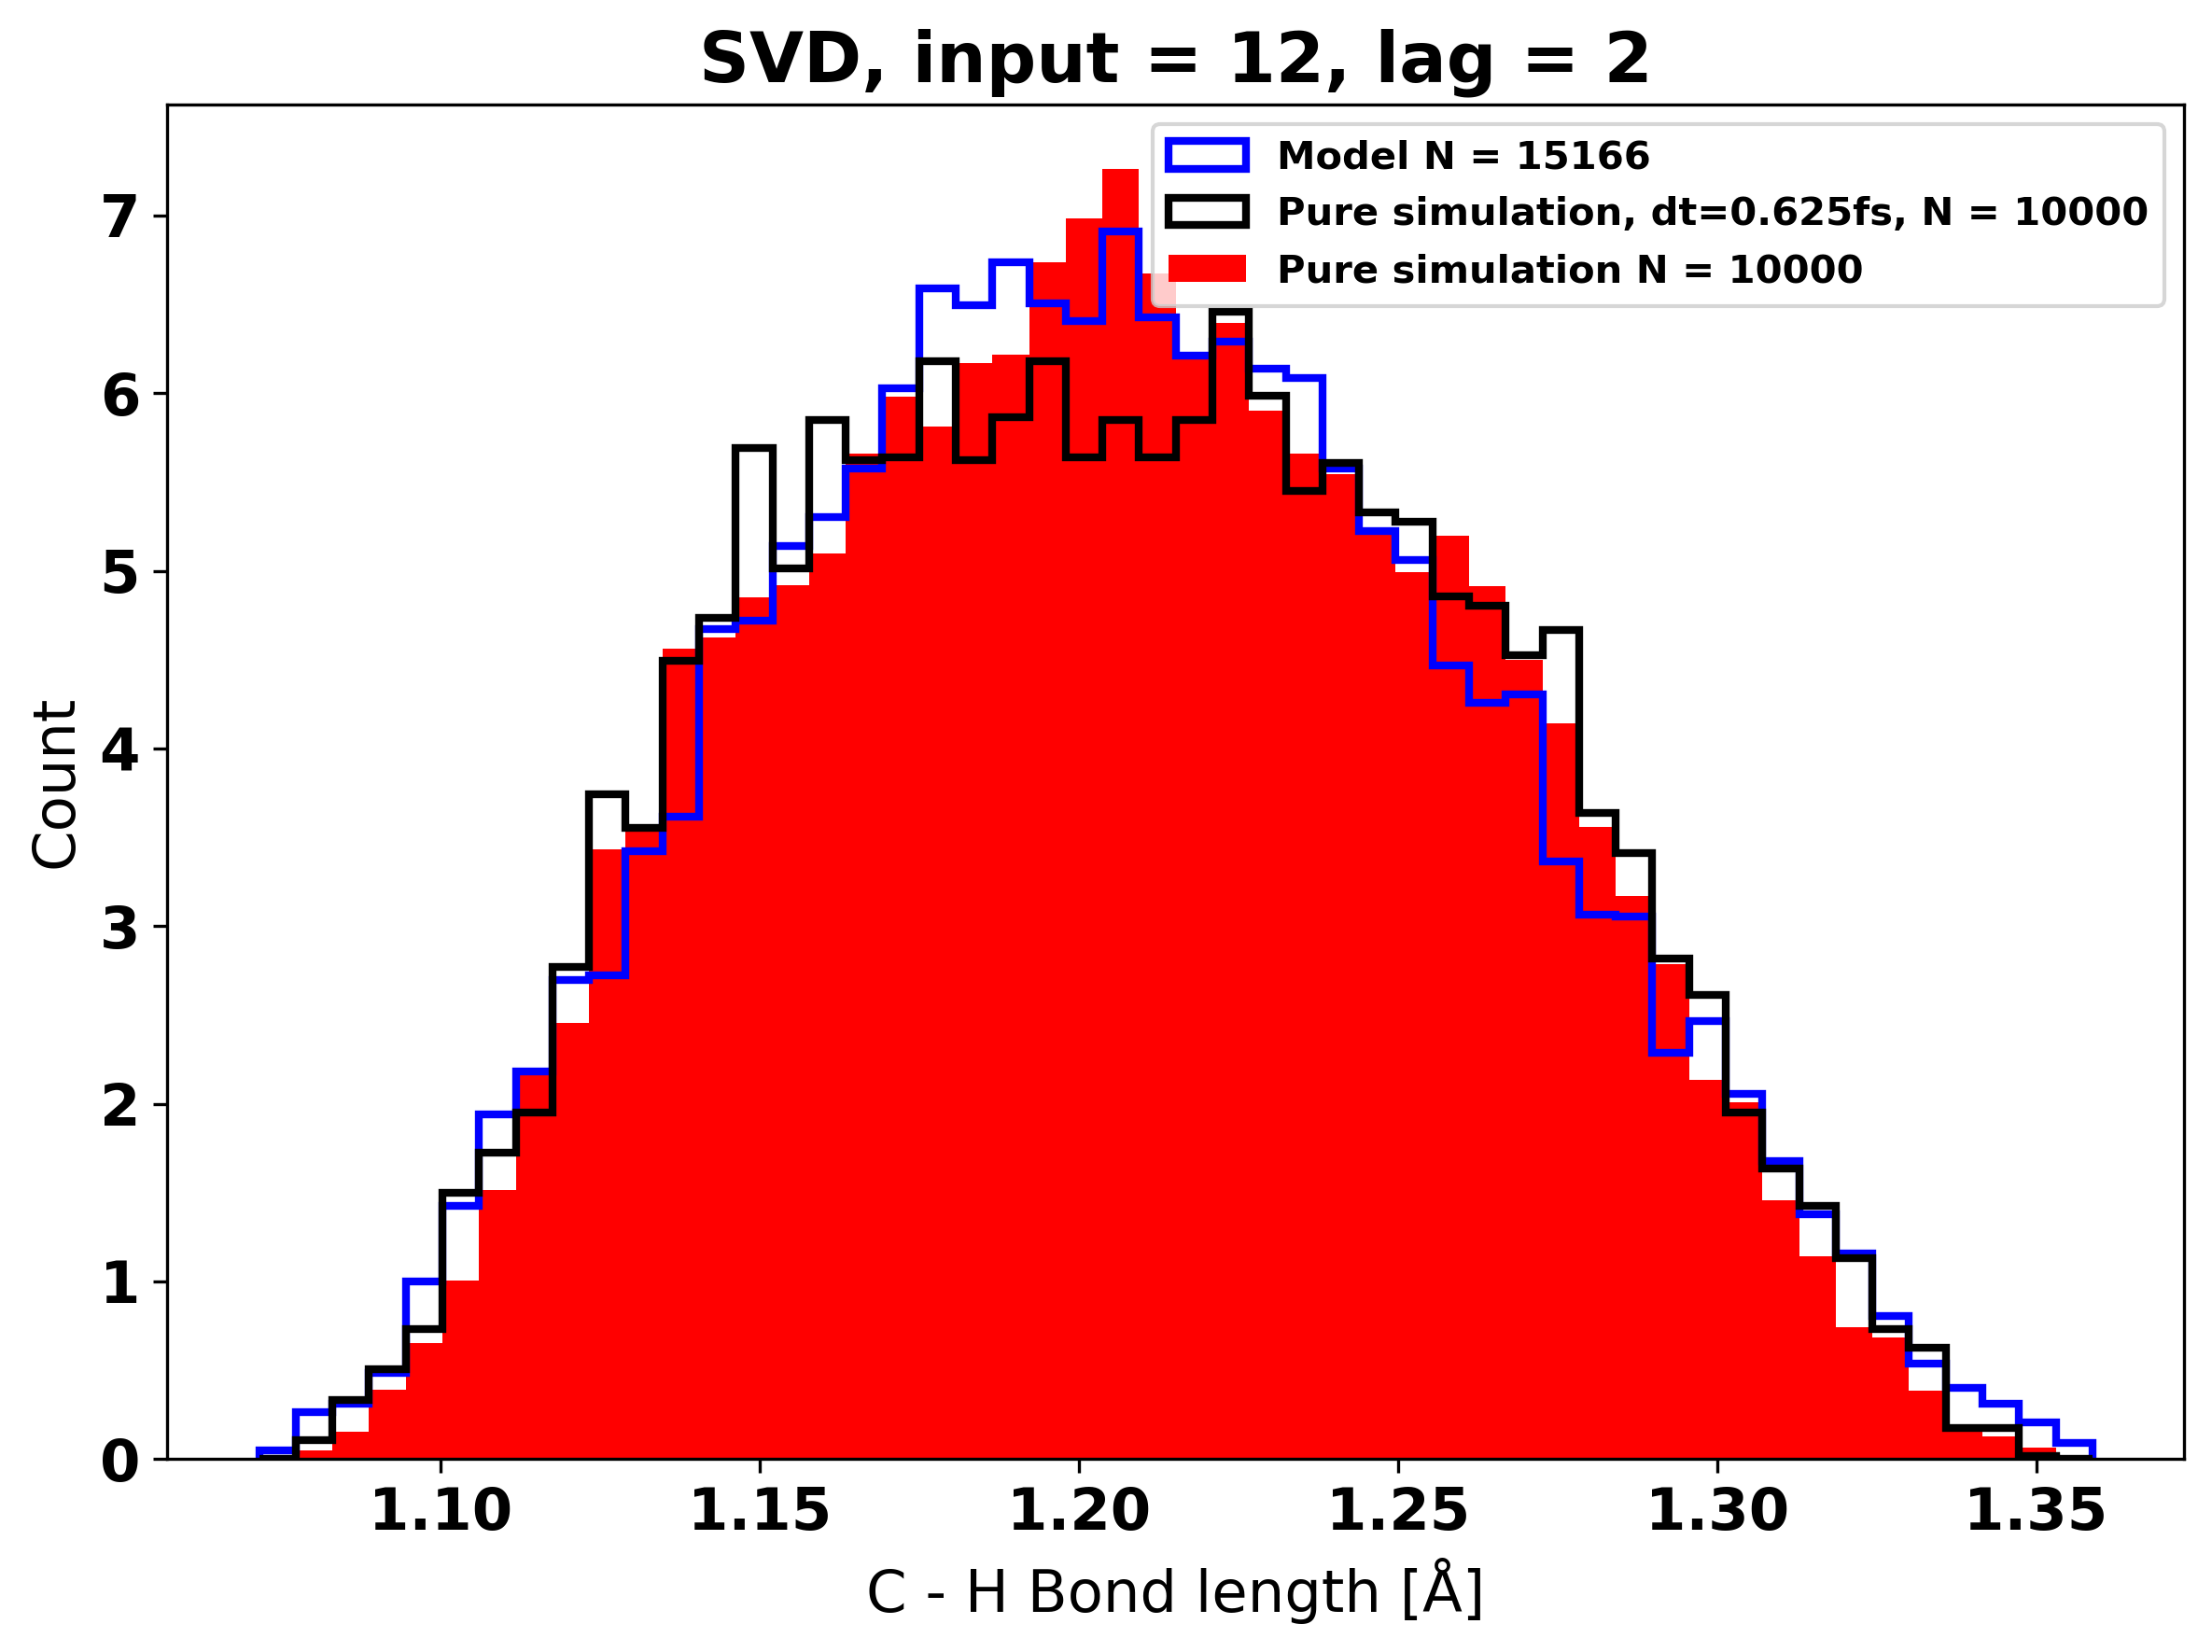 SVD, input = 12, lag = 2
Model N = 15166
Pure simulation, dt=0.625fs, N = 10000
Pure simulation N = 10000
7
6
5
4
3
2
1
0
Count
1.10 1.15 1.20 1.25 1.30 1.35
C - H Bond length [Å]